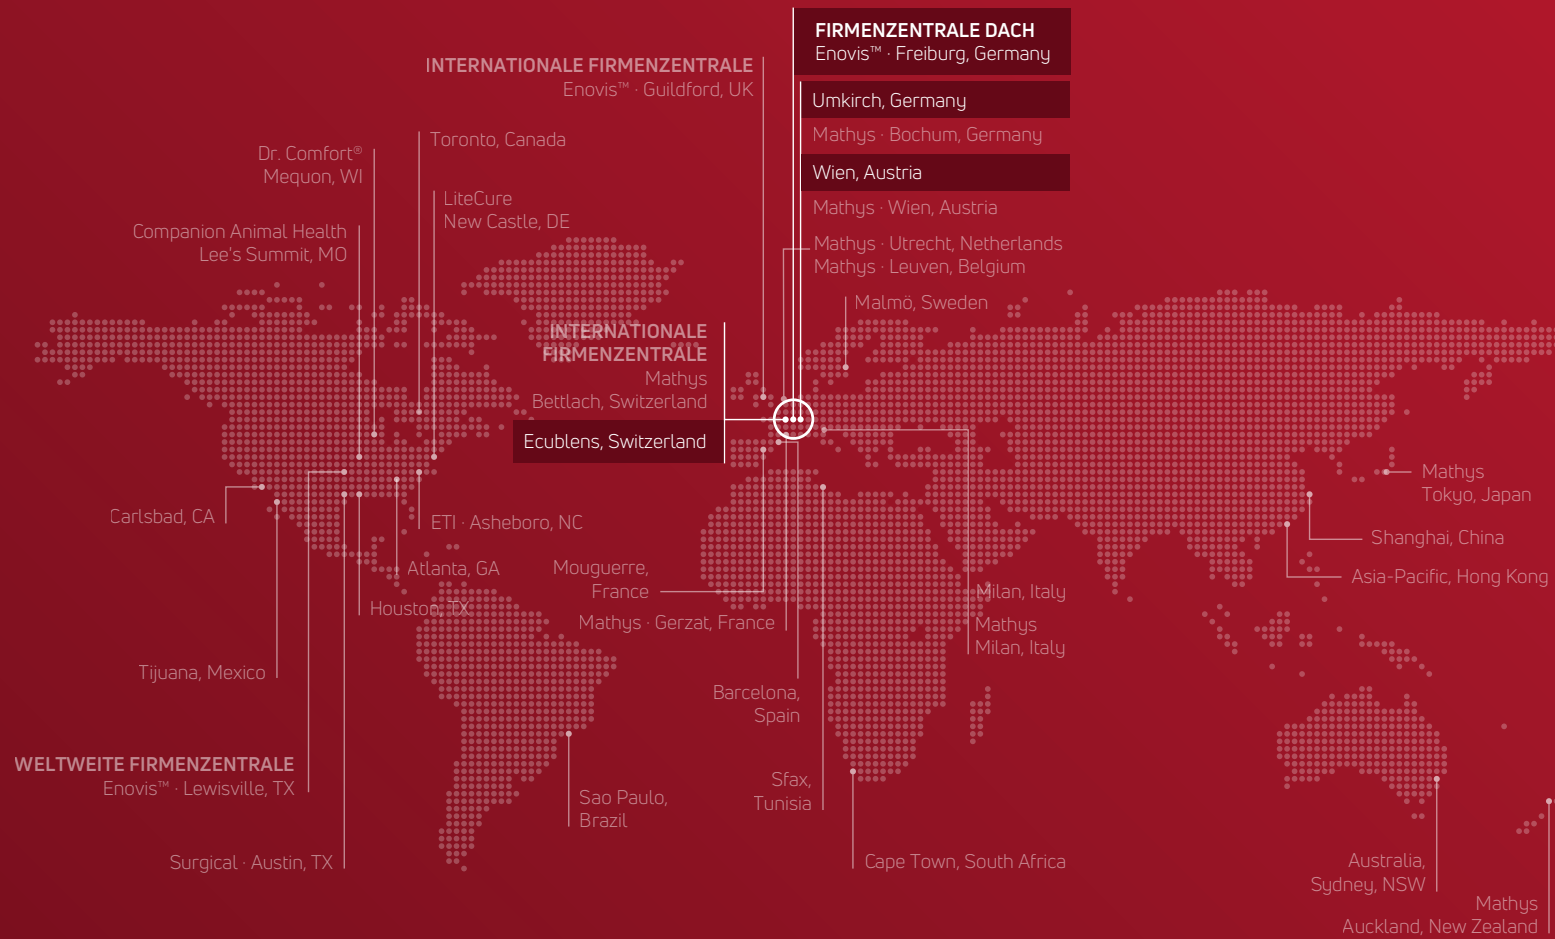 FIRMENZENTRALE DACH
Enovis™ · Freiburg, Germany
INTERNATIONALE FIRMENZENTRALE
Enovis™ · Guildford, UK
Umkirch, Germany
Mathys · Bochum, Germany
Wien, Austria
Mathys · Wien, Austria
Mathys · Utrecht, Netherlands
Mathys · Leuven, Belgium
Malmö, Sweden
Toronto, Canada
Dr. Comfort®
Mequon, WI
LiteCure
New Castle, DE
Companion Animal Health
Lee's Summit, MO
INTERNATIONALE
FIRMENZENTRALE
Mathys
Bettlach, Switzerland
Ecublens, Switzerland
Carlsbad, CA
ETI · Asheboro, NC
Atlanta, GA
Houston, TX
Tijuana, Mexico
WELTWEITE FIRMENZENTRALE
Enovis™ · Lewisville, TX
Surgical · Austin, TX
Sao Paulo,
Brazil
Mouguerre,
France
Mathys · Gerzat, France
Barcelona,
Spain
Sfax,
Tunisia
Milan, Italy
Mathys
Milan, Italy
Cape Town, South Africa
Mathys
Tokyo, Japan
Shanghai, China
Asia-Pacific, Hong Kong
Australia,
Sydney, NSW
Mathys
Auckland, New Zealand